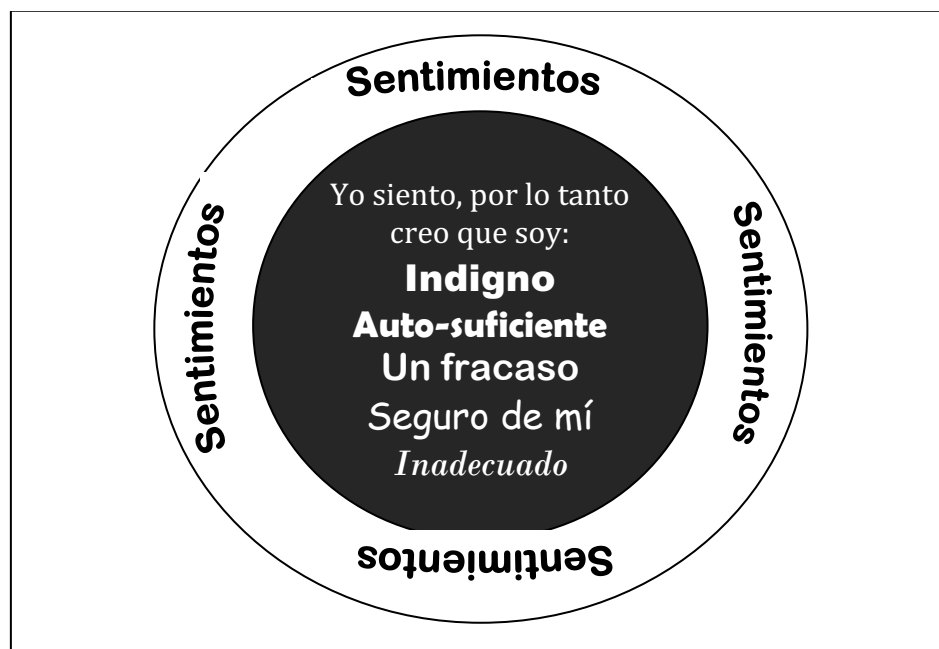 Sentimientos
Sentimientos
Sentimientos
Yo siento, por lo tanto
creo que soy:
Indigno
Auto-suficiente
Un fracaso
Seguro de mí
Inadecuado
Sentimientos